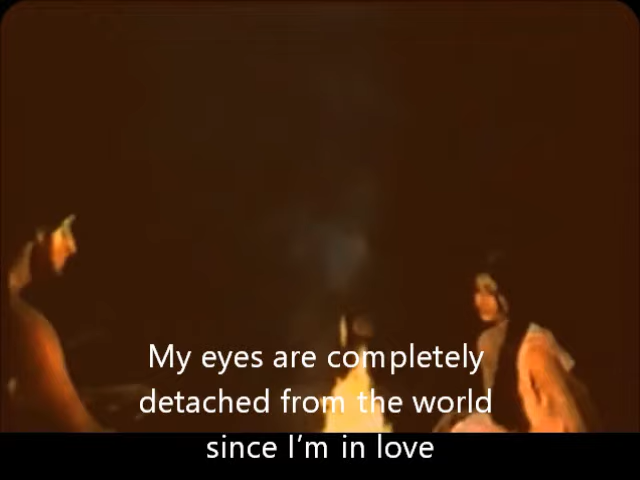 My eyes are completely
detached from the world
since I'm in love